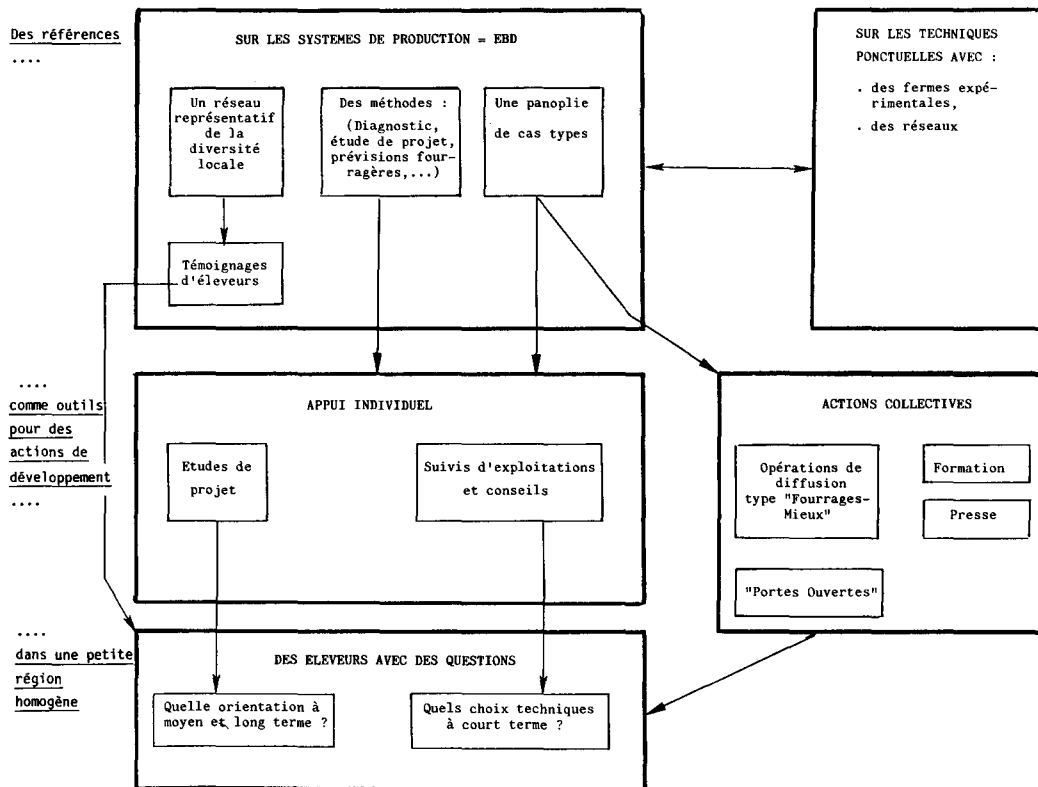 Des références
....
SUR LES SYSTEMES DE PRODUCTION = EBD
Un réseau
représentatif
de la
diversité
locale
Des méthodes :
(Diagnostic,
étude de projet,
prévisions four-
ragères,...)
Une panoplie
de cas types
Témoignages
d'éleveurs
SUR LES TECHNIQUES
PONCTUELLES AVEC :
. des fermes expé-
rimentales,
. des réseaux
....
comme outils
pour des
actions de
développement
....
APPUI INDIVIDUEL
Etudes de
projet
Suivis d'exploitations
et conseils
ACTIONS COLLECTIVES
Opérations de
diffusion
type "Fourrages-
Mieux"
Formation
Presse
"Portes Ouvertes"
....
dans une petite
région
homogène
DES ELEVEURS AVEC DES QUESTIONS
Quelle orientation à
moyen et long terme ?
Quels choix techniques
à court terme ?